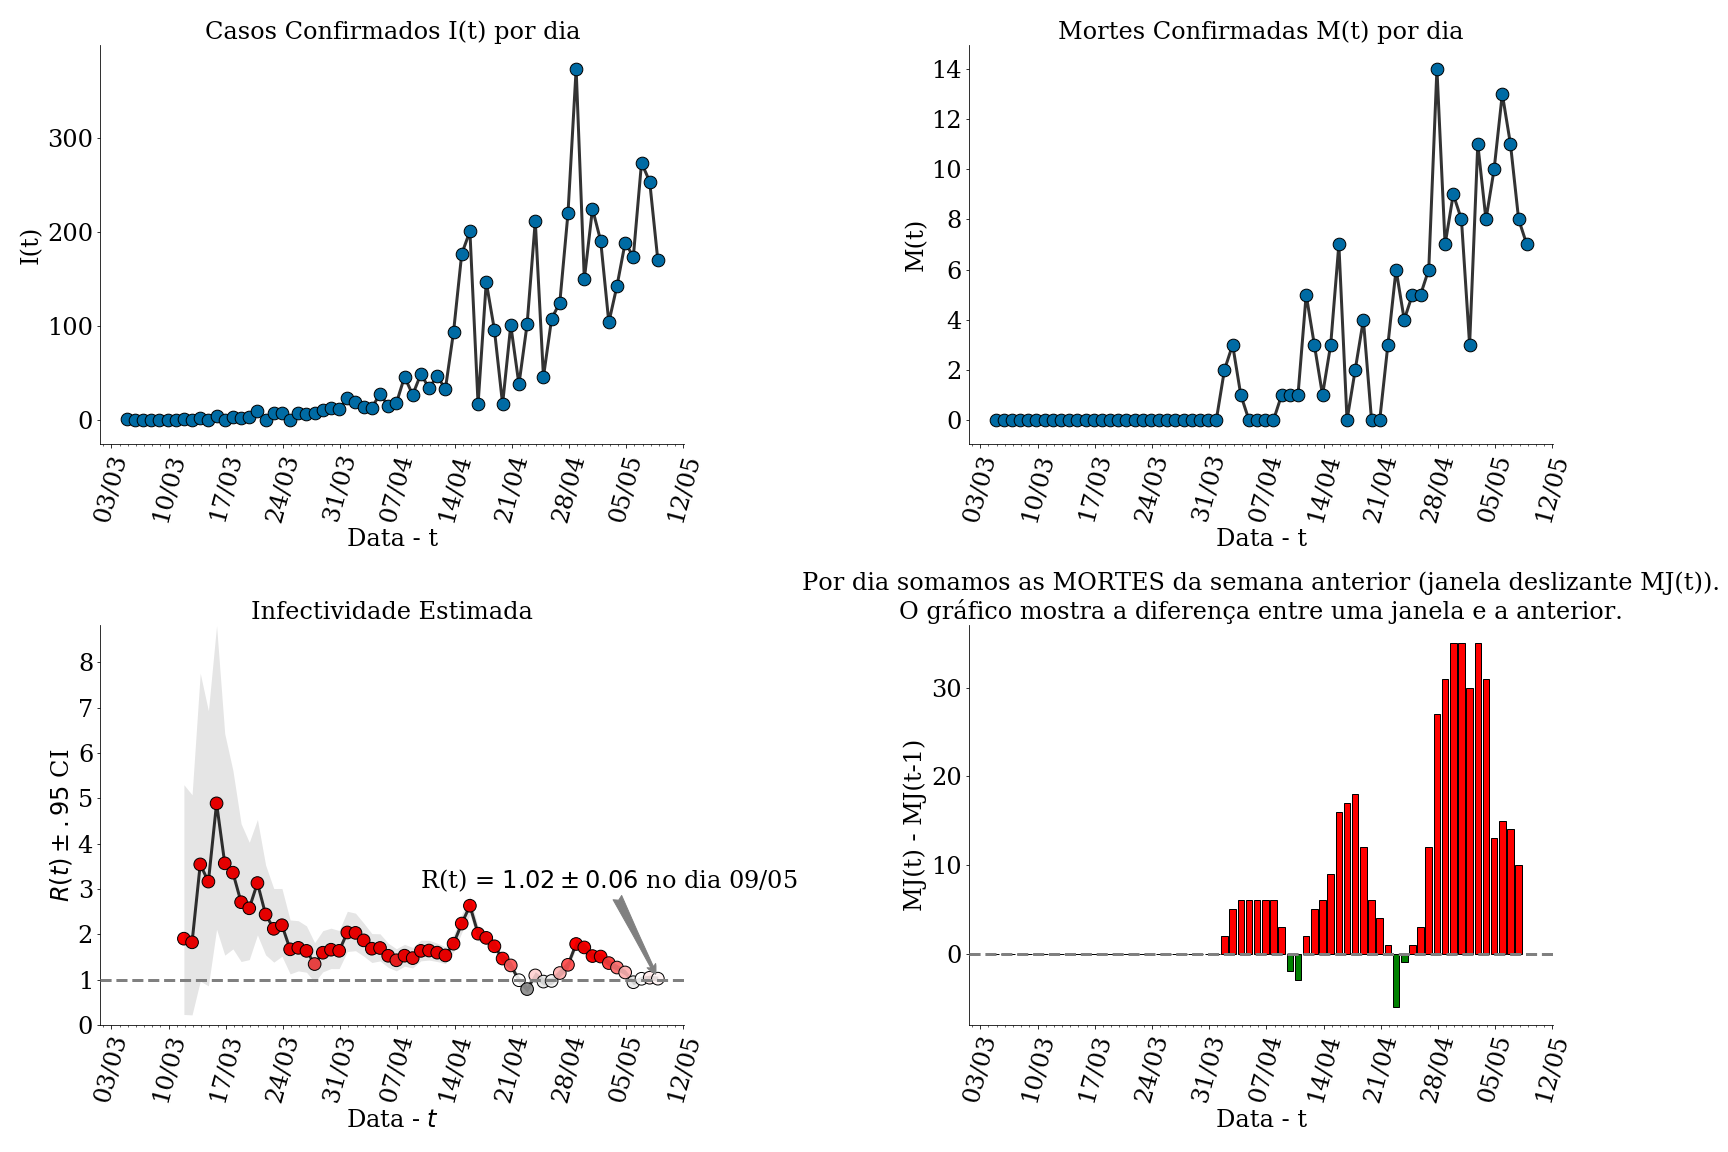 Casos Confirmados I(t) por dia
I(t)
300
200
100
0
03/03 10/03 17/03 24/03 31/03 07/04 14/04 21/04 28/04 05/05 12/05
Data - t
Mortes Confirmadas M(t) por dia
M(t)
14
12
10
8
6
4
2
0
03/03 10/03 17/03 24/03 31/03 07/04 14/04 21/04 28/04 05/05 12/05
Data - t
Infectividade Estimada
R(t) ± .95 CI
8
7
6
5
4
3
2
1
0
R(t) = 1.02 ± 0.06 no dia 09/05
03/03 10/03 17/03 24/03 31/03 07/04 14/04 21/04 28/04 05/05 12/05
Data - t
Por dia somamos as MORTES da semana anterior (janela deslizante MJ(t)).
O gráfico mostra a diferença entre uma janela e a anterior.
MJ(t) - MJ(t-1)
30
20
10
0
03/03 10/03 17/03 24/03 31/03 07/04 14/04 21/04 28/04 05/05 12/05
Data - t